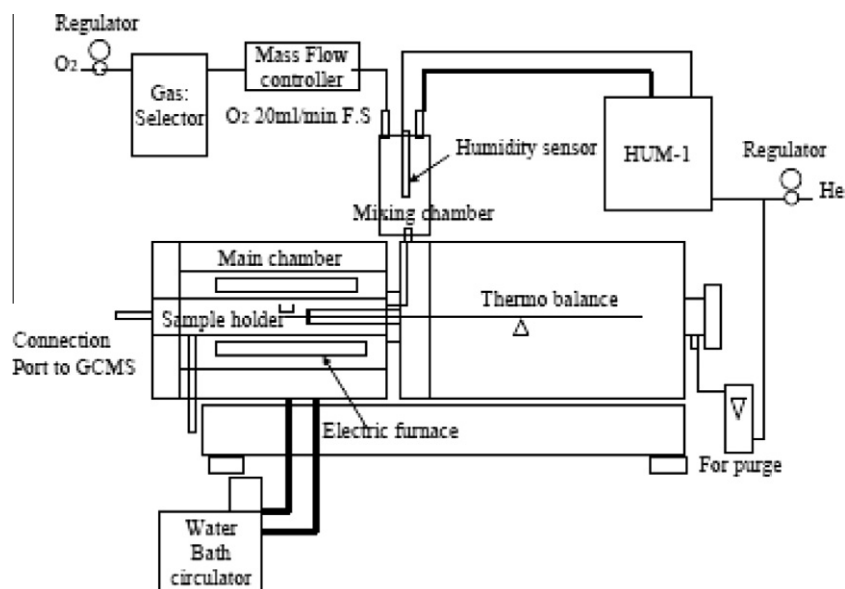 Regulator
O2
Gas:
Selector
Mass Flow
controller
O2 20ml/min F.S
Humidity sensor
HUM-1
Regulator
He
Mixing chamber
Main chamber
Sample holder
Thermo balance
Connection
Port to GCMS
Electric furnace
For purge
Water
Bath
circulator